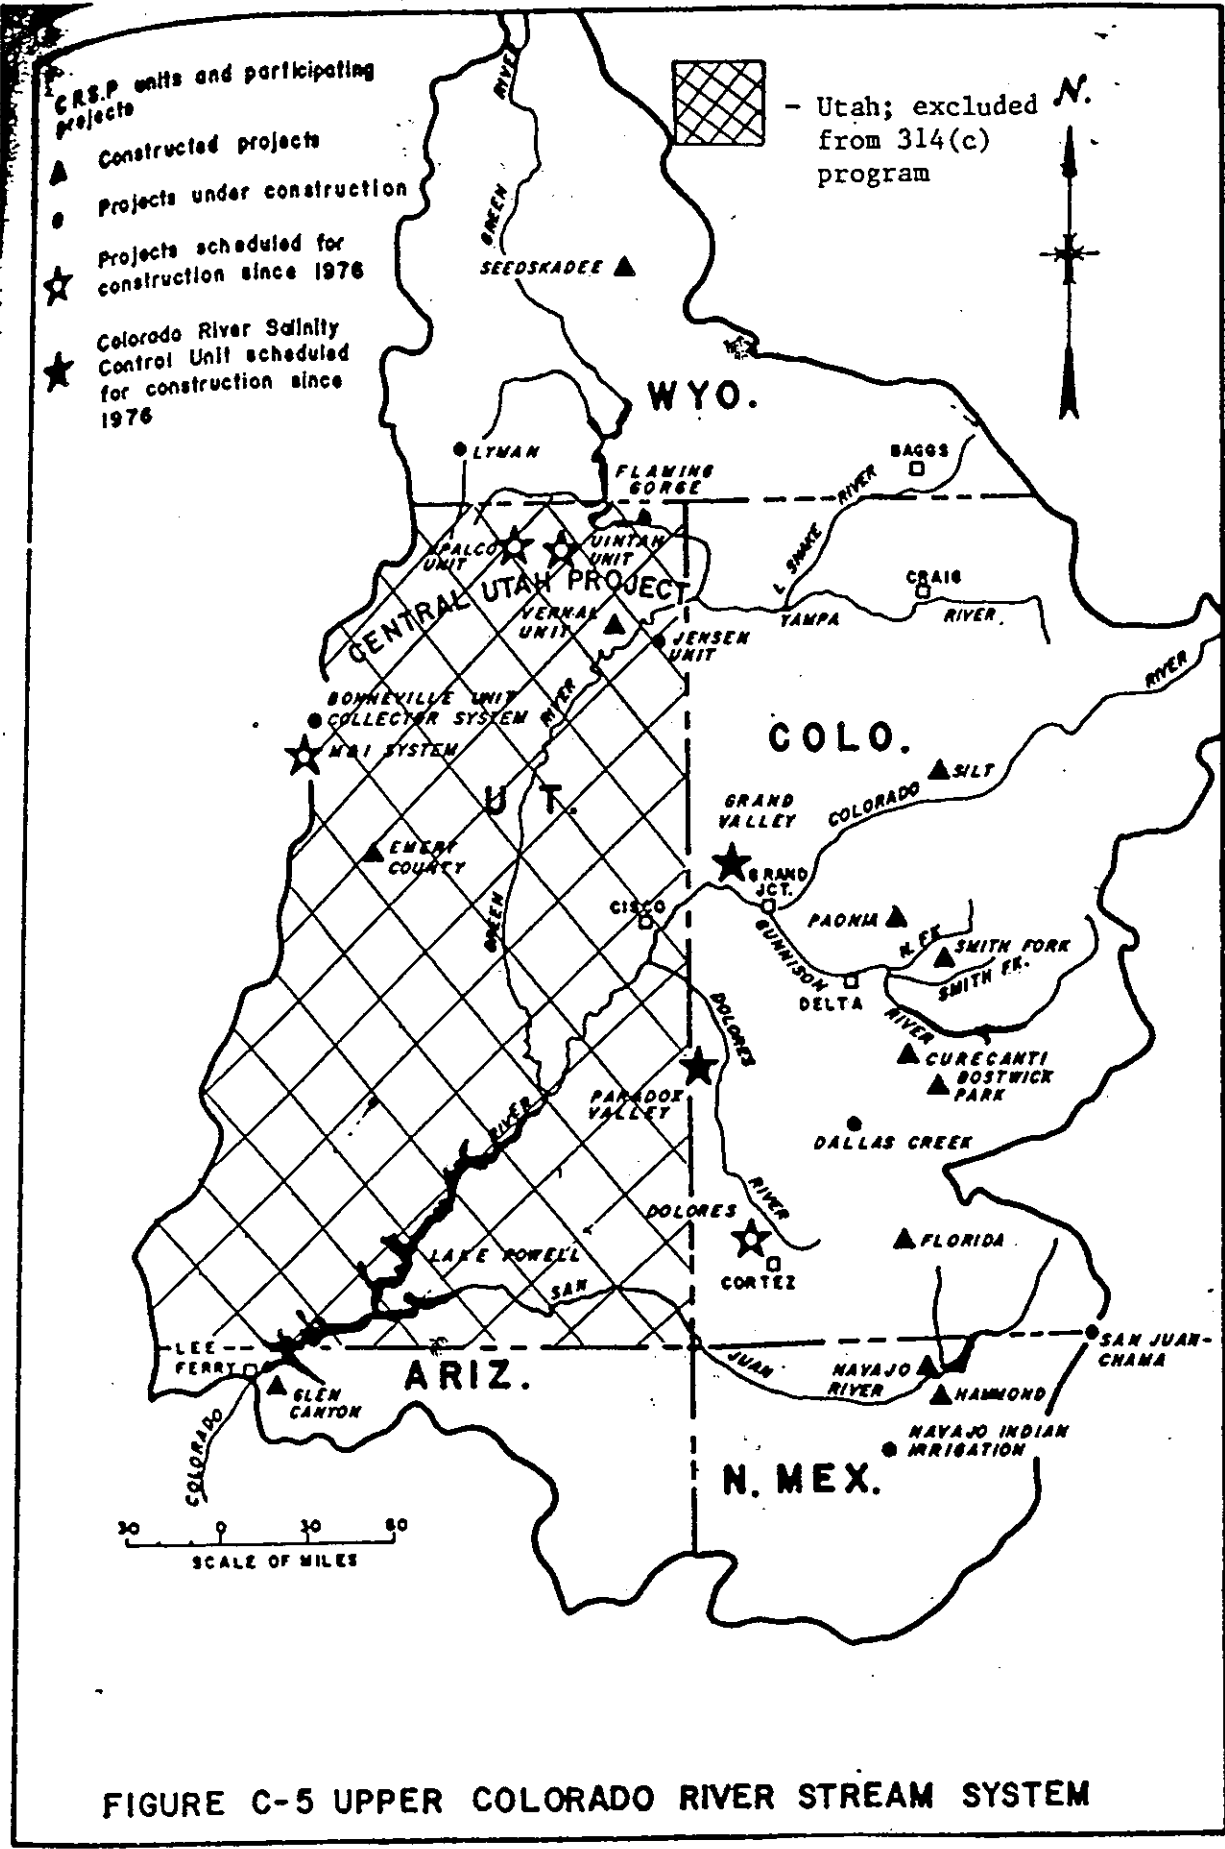 C.R.S.P units and participating
projects
Constructed projects
Projects under construction
Projects scheduled for
construction since 1976
Colorado River Salinity
Control Unit scheduled
for construction since
1976
- Utah; excluded
from 314(c)
program
N.
RIVER
GREEN
SEEDSKADEE
WYO.
LYMAN
FLAMING
GORGE
BAGGS
L. SNAKE RIVER
UPALCO
UNIT
UINTAH
UNIT
CENTRAL UTAH PROJECT
VERNAL
UNIT
JENSEN
UNIT
CRAIG
YAMPA
RIVER
RIVER
BONNEVILLE UNIT
COLLECTOR SYSTEM
M&I SYSTEM
RIVER
COLO.
SILT
COLORADO
U T.
GRAND
VALLEY
EMERY
COUNTY
GRAND
JCT.
GREEN
CISCO
PAONIA
N. FK.
SMITH FORK
SMITH FK.
GUNNISON
DELTA
RIVER
DOLORES
CURECANTI
BOSTWICK
PARK
PARADOX
VALLEY
RIVER
DALLAS CREEK
RIVER
DOLORES
FLORIDA
CORTEZ
LAKE POWELL
SAN
LEE
FERRY
GLEN
CANYON
COLORADO
ARIZ.
JUAN
NAVAJO
RIVER
HAMMOND
SAN JUAN-
CHAMA
NAVAJO INDIAN
IRRIGATION
N. MEX.
30 0 30 60
SCALE OF MILES
FIGURE C-5 UPPER COLORADO RIVER STREAM SYSTEM